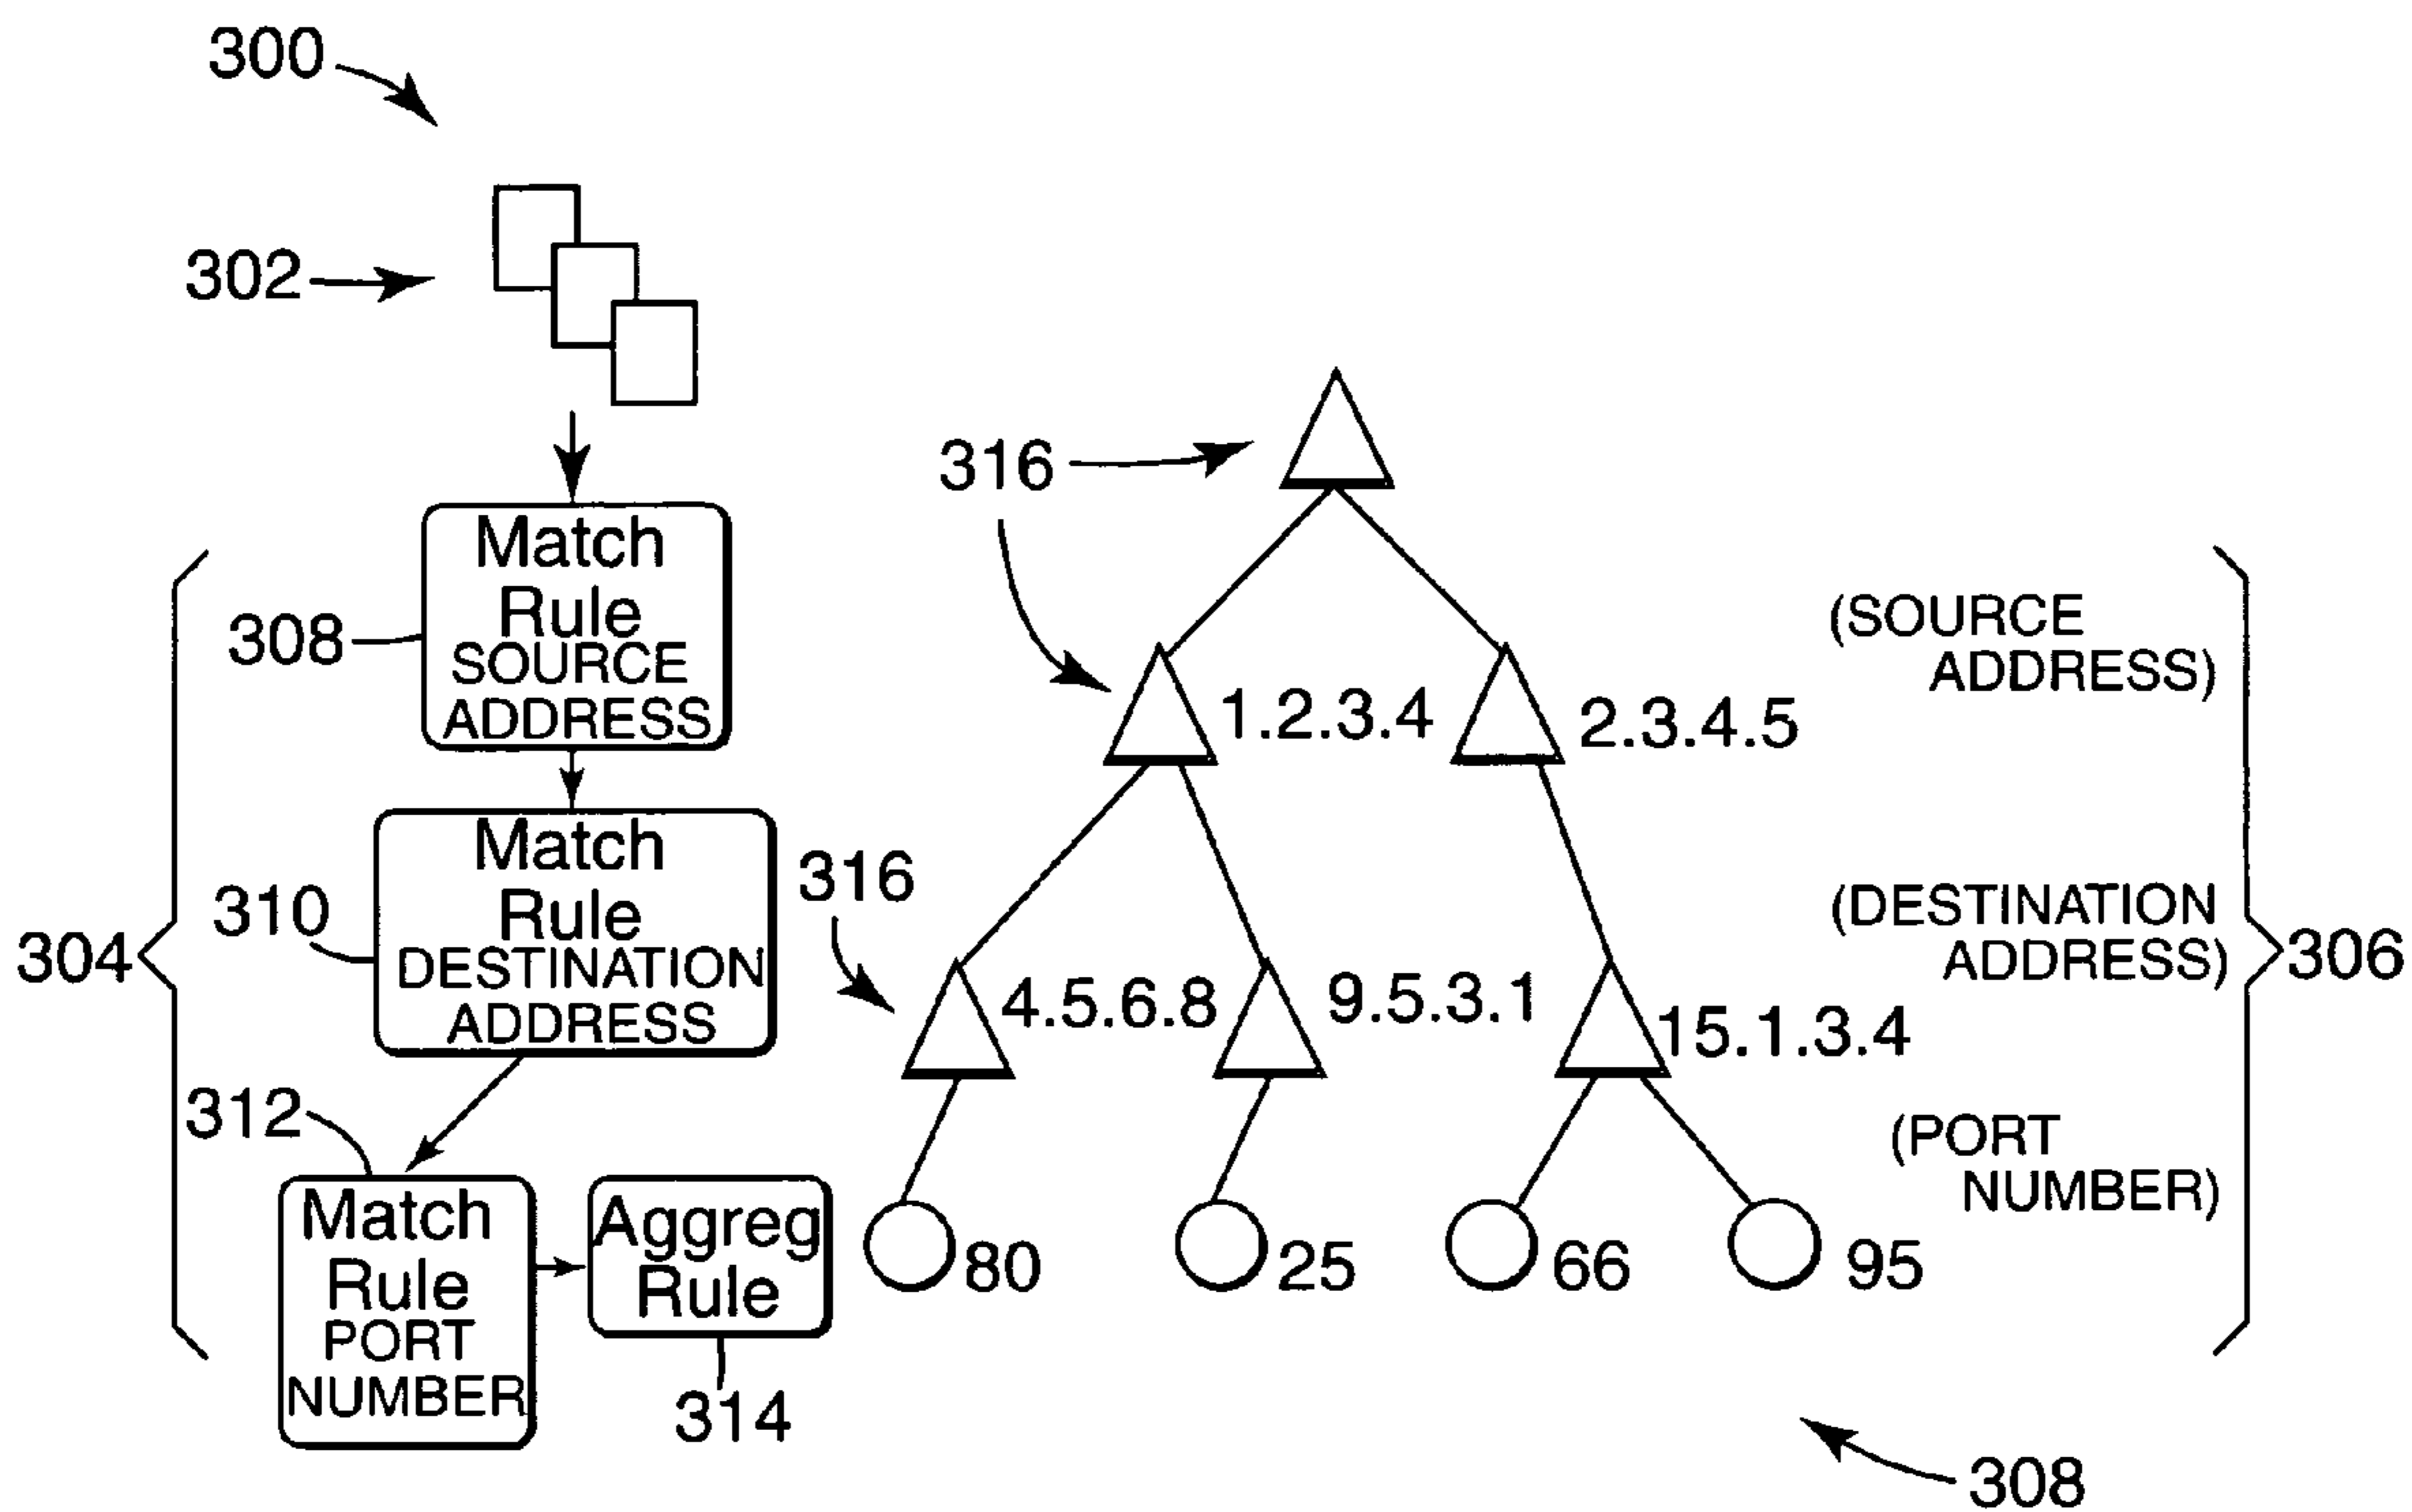 300
302
Match
Rule
SOURCE
ADDRESS
308
Match
Rule
DESTINATION
ADDRESS
310
304
312
Match
Rule
PORT
NUMBER
Aggreg
Rule
314
316
316
1.2.3.4
2.3.4.5
4.5.6.8
9.5.3.1
15.1.3.4
80
25
66
95
(SOURCE
ADDRESS)
(DESTINATION
ADDRESS)
(PORT
NUMBER)
306
308